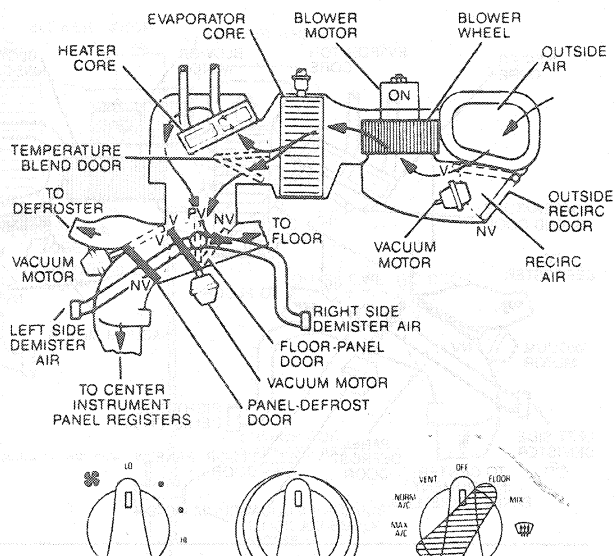 EVAPORATOR
CORE
BLOWER
MOTOR
BLOWER
WHEEL
HEATER
CORE
OUTSIDE
AIR
ON
TEMPERATURE
BLEND DOOR
V
TO
DEFROSTER
PV
V
NV
TO
FLOOR
OUTSIDE
RECIRC
DOOR
VACUUM
MOTOR
NV
RECIRC
AIR
V
VACUUM
MOTOR
NV
LEFT SIDE
DEMISTER
AIR
RIGHT SIDE
DEMISTER AIR
FLOOR-PANEL
DOOR
VACUUM MOTOR
TO CENTER
INSTRUMENT
PANEL REGISTERS
PANEL-DEFROST
DOOR
LO
HI
OFF
VENT
FLOOR
NORM
A/C
MIX
MAX
A/C